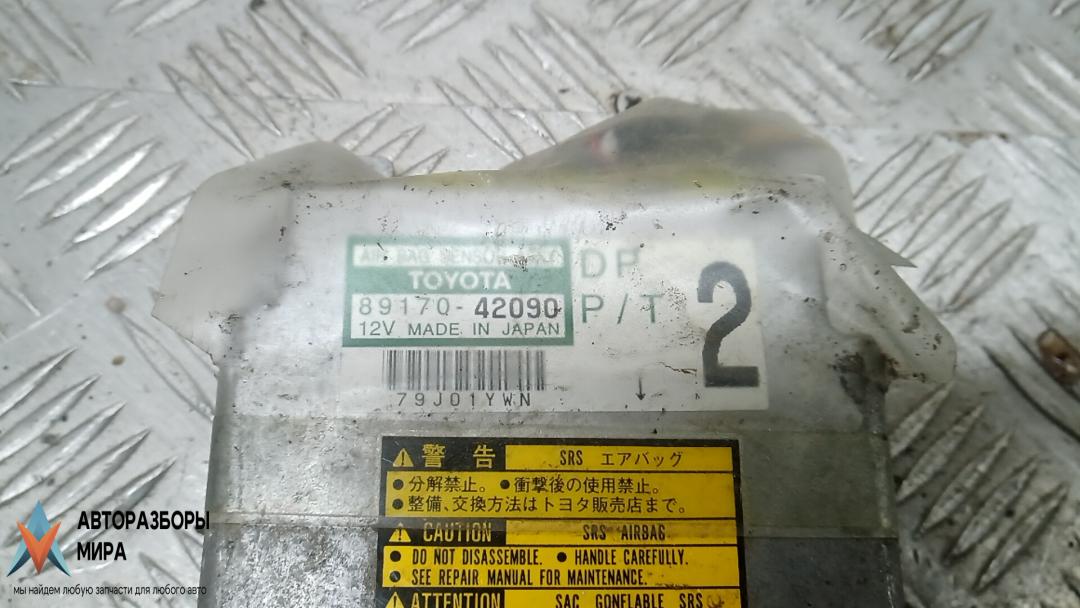 AIR BAG SENSOR
DP
TOYOTA
89170-42090
P/T
2
12V MADE IN JAPAN
79J01YWN
警告
SRS エアバッグ
●分解禁止。●衝撃後の使用禁止。
●整備、交換方法はトヨタ販売店まで。
CAUTION
SRS AIRBAG
● DO NOT DISASSEMBLE. ● HANDLE CAREFULLY.
● SEE REPAIR MANUAL FOR MAINTENANCE.
ATTENTION
SAC GONFLABLE SRS
АВТОРАЗБОРЫ
МИРА
мы найдем любую запчасти для любого авто